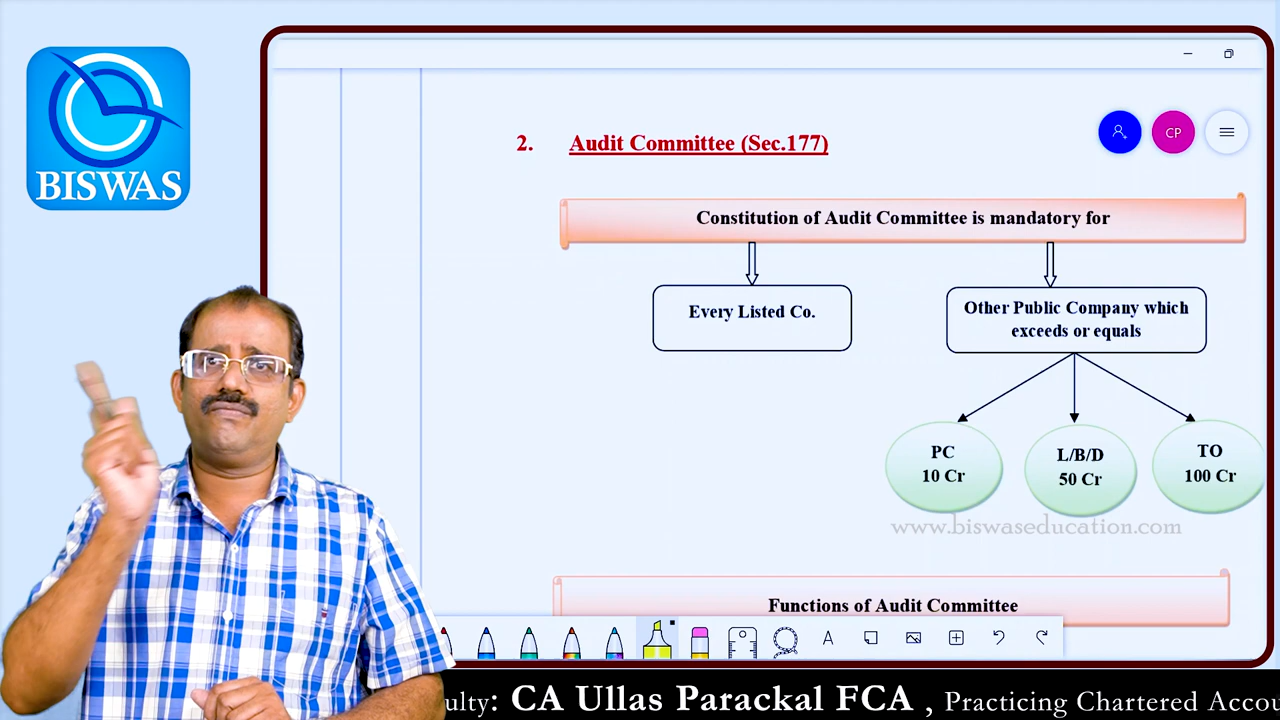 BISWAS
CP
2. Audit Committee (Sec.177)
Constitution of Audit Committee is mandatory for
Every Listed Co.
Other Public Company which
exceeds or equals
PC
10 Cr
L/B/D
50 Cr
TO
100 Cr
www.biswaseducation.com
Functions of Audit Committee
A
ulty: CA Ullas Parackal FCA , Practicing Chartered Accou